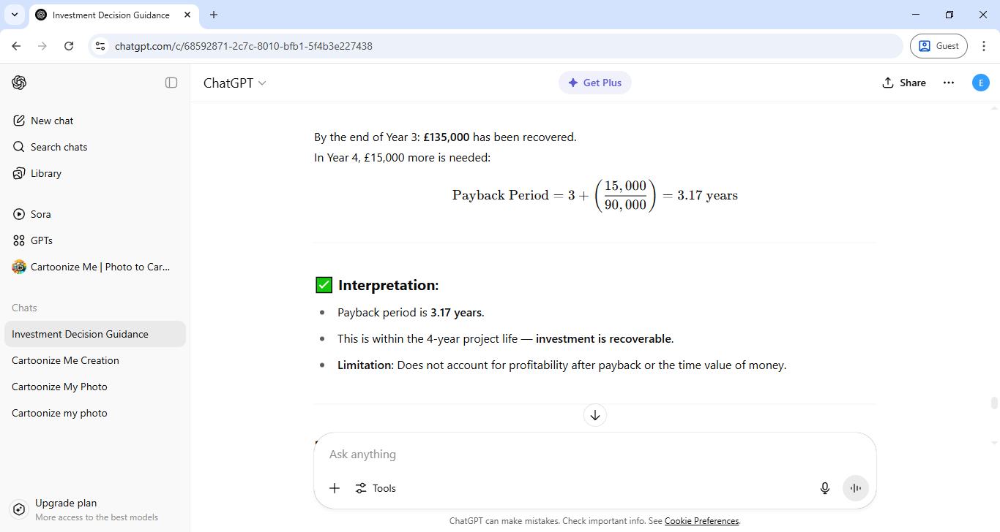 Investment Decision Guidance
chatgpt.com/c/68592871-2c7c-8010-bfb1-5f4b3e227438
Guest
ChatGPT
Get Plus
Share
E
New chat
Search chats
Library
Sora
GPTs
Cartoonize Me | Photo to Car...
Chats
Investment Decision Guidance
Cartoonize Me Creation
Cartoonize My Photo
Cartoonize my photo
Upgrade plan
More access to the best models
By the end of Year 3: £135,000 has been recovered.
In Year 4, £15,000 more is needed:
Payback Period = 3 + (15,000/90,000) = 3.17 years
✅ Interpretation:
• Payback period is 3.17 years.
• This is within the 4-year project life — investment is recoverable.
• Limitation: Does not account for profitability after payback or the time value of money.
Ask anything
Tools
ChatGPT can make mistakes. Check important info. See Cookie Preferences.